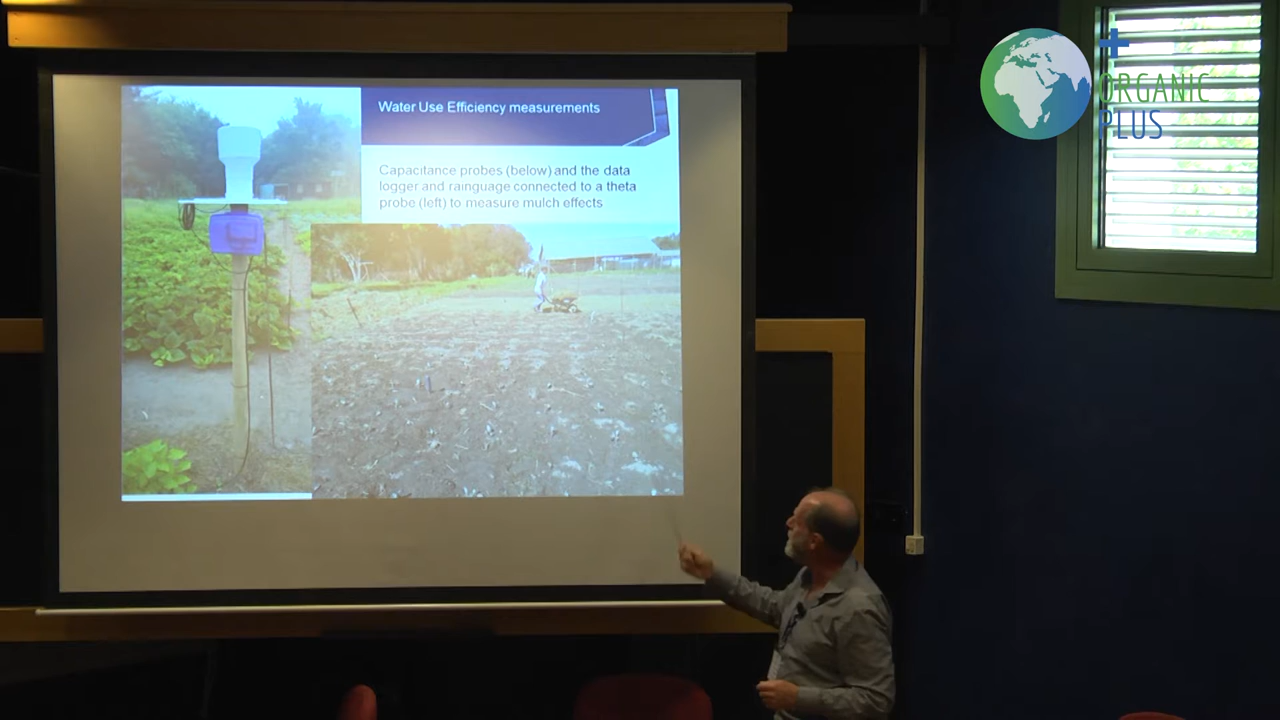 Water Use Efficiency measurements
Capacitance probes (below) and the data
logger and rainguage connected to a theta
probe (left) to measure mulch effects
ORGANIC
PLUS